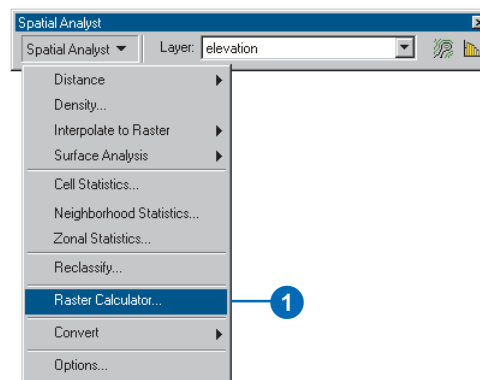 Spatial Analyst
Spatial Analyst Layer: elevation
Distance
Density...
Interpolate to Raster
Surface Analysis
Cell Statistics...
Neighborhood Statistics...
Zonal Statistics...
Reclassify...
Raster Calculator... 1
Convert
Options...